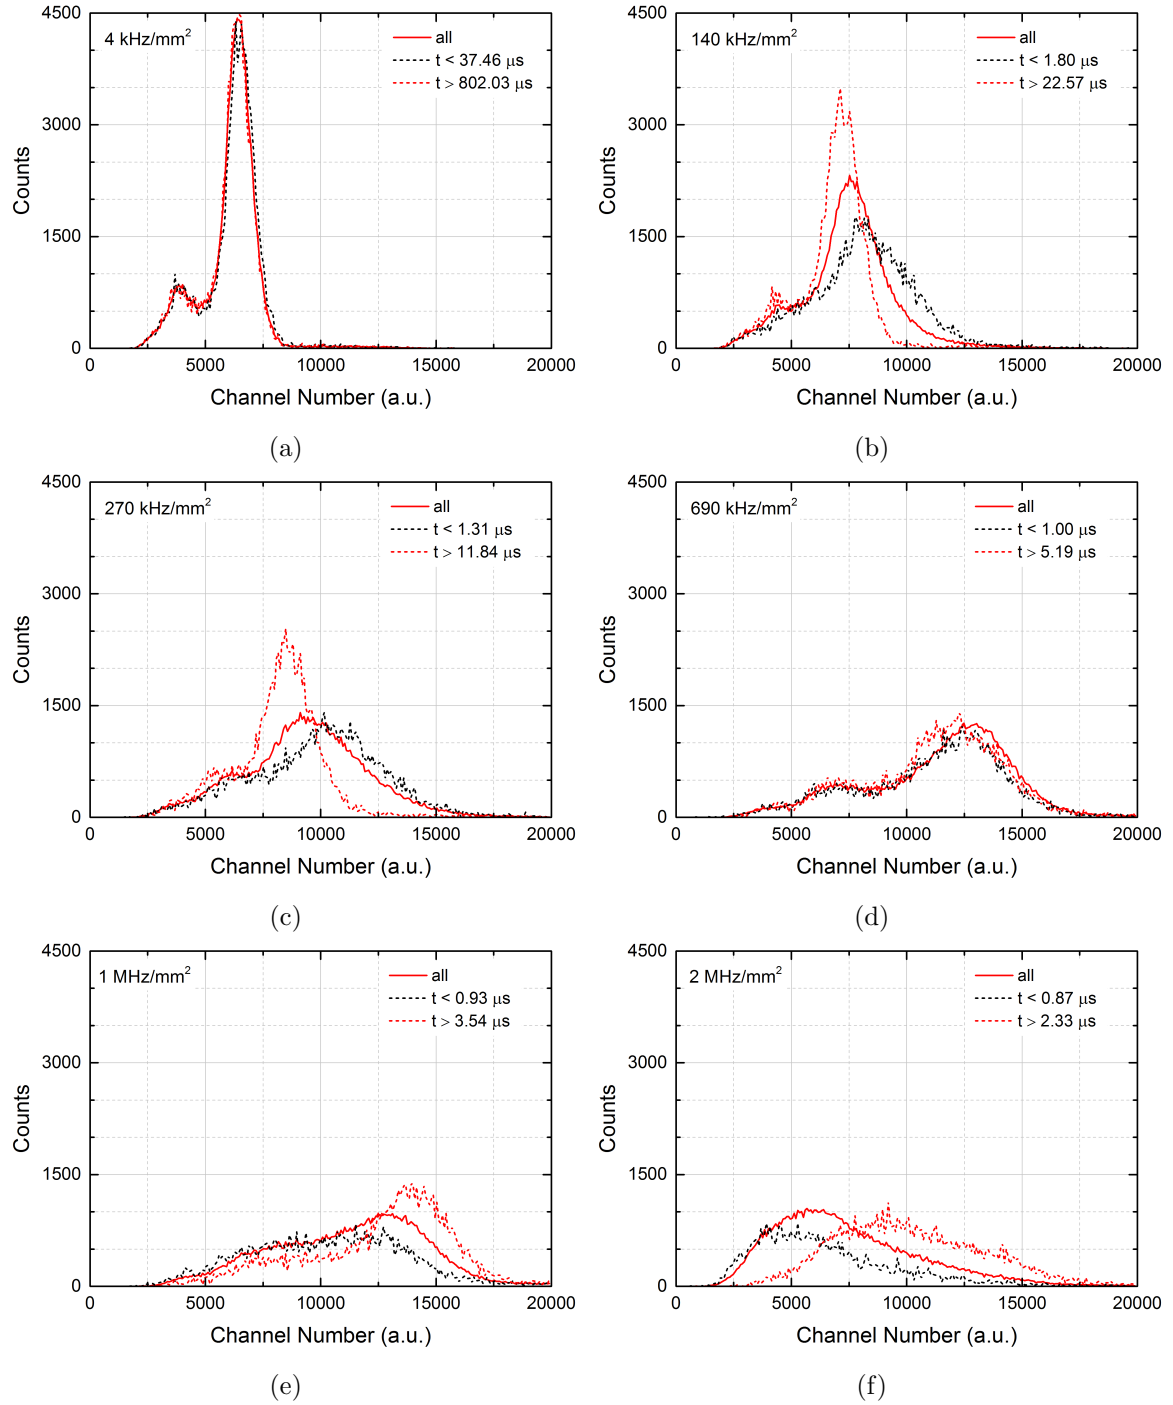 4 kHz/mm²
all
t < 37.46 µs
t > 802.03 µs
4500
3000
1500
0
Counts
0 5000 10000 15000 20000
Channel Number (a.u.)
(a)
140 kHz/mm²
all
t < 1.80 µs
t > 22.57 µs
4500
3000
1500
0
Counts
0 5000 10000 15000 20000
Channel Number (a.u.)
(b)
270 kHz/mm²
all
t < 1.31 µs
t > 11.84 µs
4500
3000
1500
0
Counts
0 5000 10000 15000 20000
Channel Number (a.u.)
(c)
690 kHz/mm²
all
t < 1.00 µs
t > 5.19 µs
4500
3000
1500
0
Counts
0 5000 10000 15000 20000
Channel Number (a.u.)
(d)
1 MHz/mm²
all
t < 0.93 µs
t > 3.54 µs
4500
3000
1500
0
Counts
0 5000 10000 15000 20000
Channel Number (a.u.)
(e)
2 MHz/mm²
all
t < 0.87 µs
t > 2.33 µs
4500
3000
1500
0
Counts
0 5000 10000 15000 20000
Channel Number (a.u.)
(f)